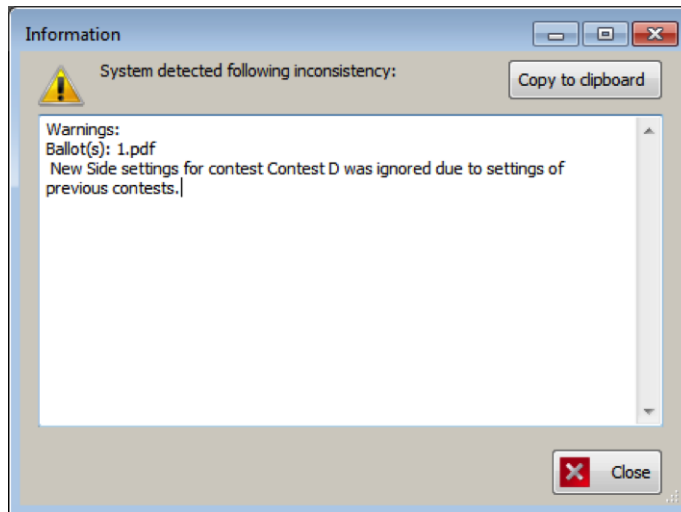 Information
System detected following inconsistency:
Copy to clipboard
Warnings:
Ballot(s): 1.pdf
New Side settings for contest Contest D was ignored due to settings of
previous contests.
Close